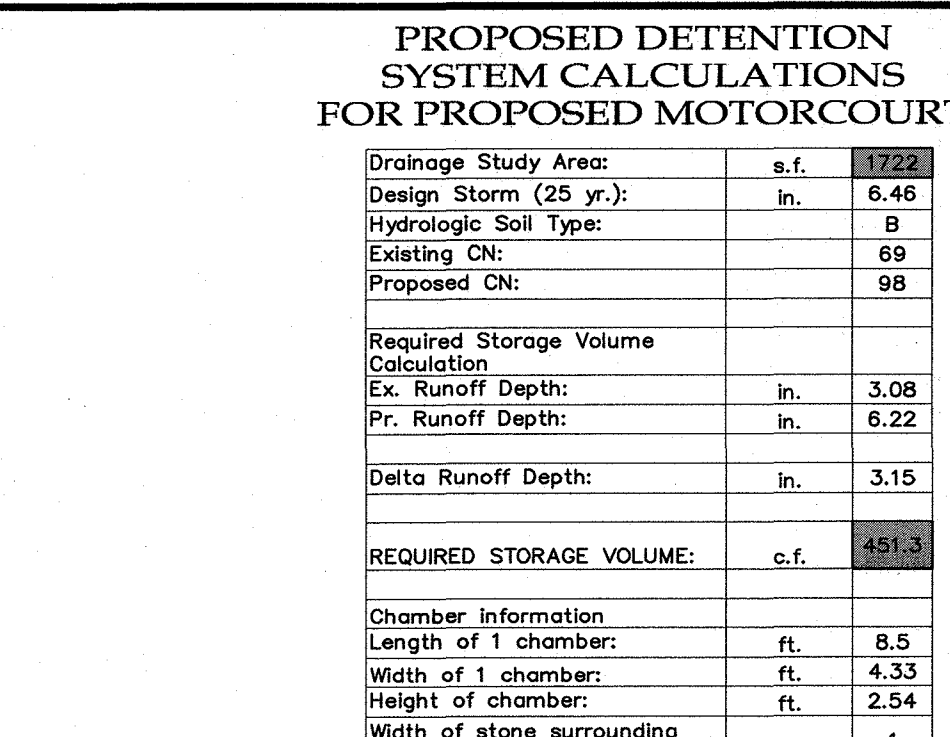 PROPOSED DETENTION
SYSTEM CALCULATIONS
FOR PROPOSED MOTORCOURT
Drainage Study Area: s.f. 1722
Design Storm (25 yr.): in. 6.46
Hydrologic Soil Type: B
Existing CN: 69
Proposed CN: 98
Required Storage Volume
Calculation
Ex. Runoff Depth: in. 3.08
Pr. Runoff Depth: in. 6.22
Delta Runoff Depth: in. 3.15
REQUIRED STORAGE VOLUME: c.f. 451.3
Chamber information
Length of 1 chamber: ft. 8.5
Width of 1 chamber: ft. 4.33
Height of chamber: ft. 2.54
Width of stone surrounding